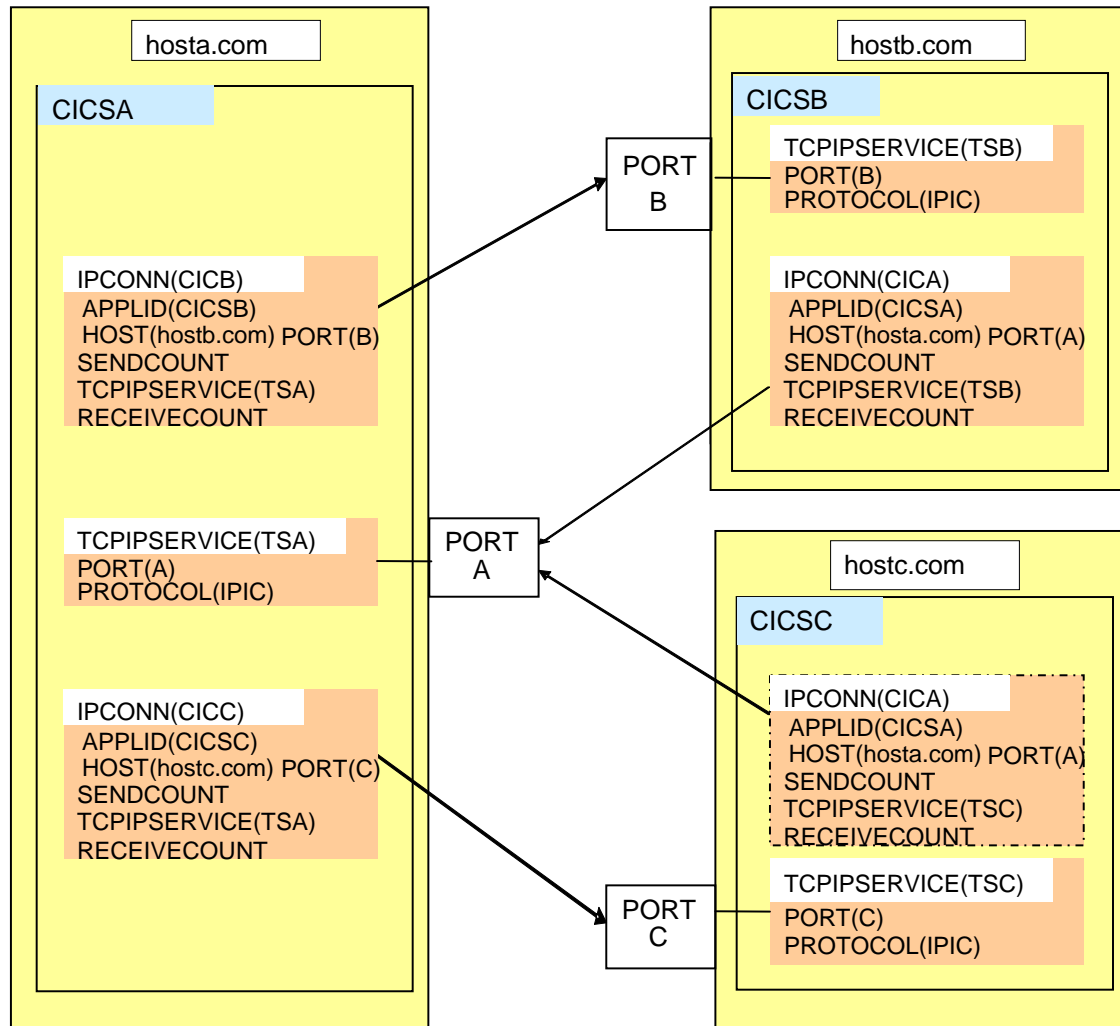 hosta.com
CICSA
IPCONN(CICB)
APPLID(CICSB)
HOST(hostb.com) PORT(B)
SENDCOUNT
TCPIPSERVICE(TSA)
RECEIVECOUNT
TCPIPSERVICE(TSA)
PORT(A)
PROTOCOL(IPIC)
IPCONN(CICC)
APPLID(CICSC)
HOST(hostc.com) PORT(C)
SENDCOUNT
TCPIPSERVICE(TSA)
RECEIVECOUNT
PORT
B
PORT
A
PORT
C
hostb.com
CICSB
TCPIPSERVICE(TSB)
PORT(B)
PROTOCOL(IPIC)
IPCONN(CICA)
APPLID(CICSA)
HOST(hosta.com) PORT(A)
SENDCOUNT
TCPIPSERVICE(TSB)
RECEIVECOUNT
hostc.com
CICSC
IPCONN(CICA)
APPLID(CICSA)
HOST(hosta.com) PORT(A)
SENDCOUNT
TCPIPSERVICE(TSC)
RECEIVECOUNT
TCPIPSERVICE(TSC)
PORT(C)
PROTOCOL(IPIC)